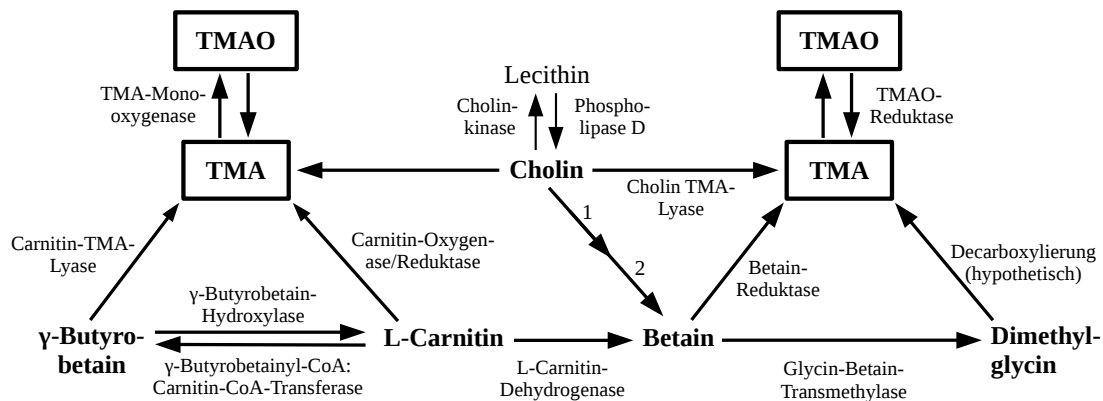 TMAO
TMAO
TMA-Mono-
oxygenase
Lecithin
Cholin-
kinase
Phospho-
lipase D
TMAO-
Reduktase
TMA
Cholin
TMA
Cholin TMA-
Lyase
1
2
Carnitin-TMA-
Lyase
Carnitin-Oxygen-
ase/Reduktase
Betain-
Reduktase
Decarboxylierung
(hypothetisch)
γ-Butyrobetain-
Hydroxylase
γ-Butyro-
betain
L-Carnitin
Betain
Dimethyl-
glycin
γ-Butyrobetainyl-CoA:
Carnitin-CoA-Transferase
L-Carnitin-
Dehydrogenase
Glycin-Betain-
Transmethylase